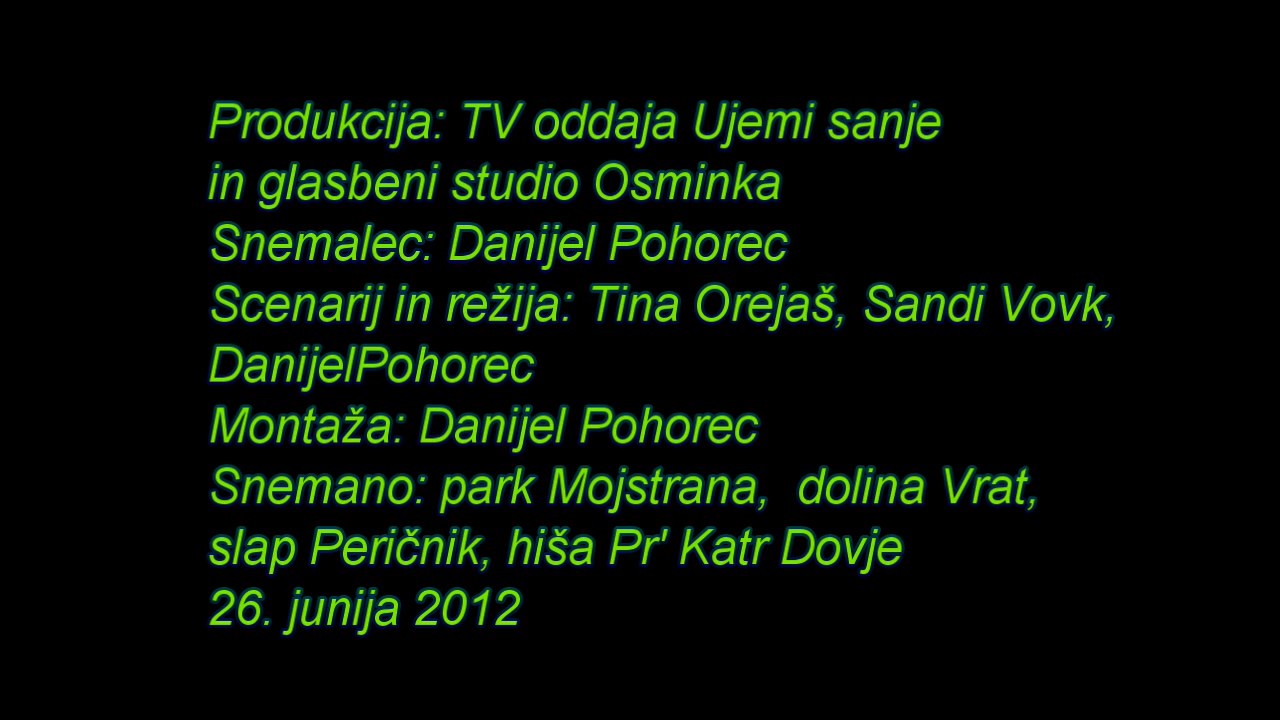 Produkcija: TV oddaja Ujemi sanje
in glasbeni studio Osminka
Snemalec: Danijel Pohorec
Scenarij in režija: Tina Orejaš, Sandi Vovk,
DanijelPohorec
Montaža: Danijel Pohorec
Snemano: park Mojstrana,  dolina Vrat,
slap Peričnik, hiša Pr' Katr Dovje
26. junija 2012